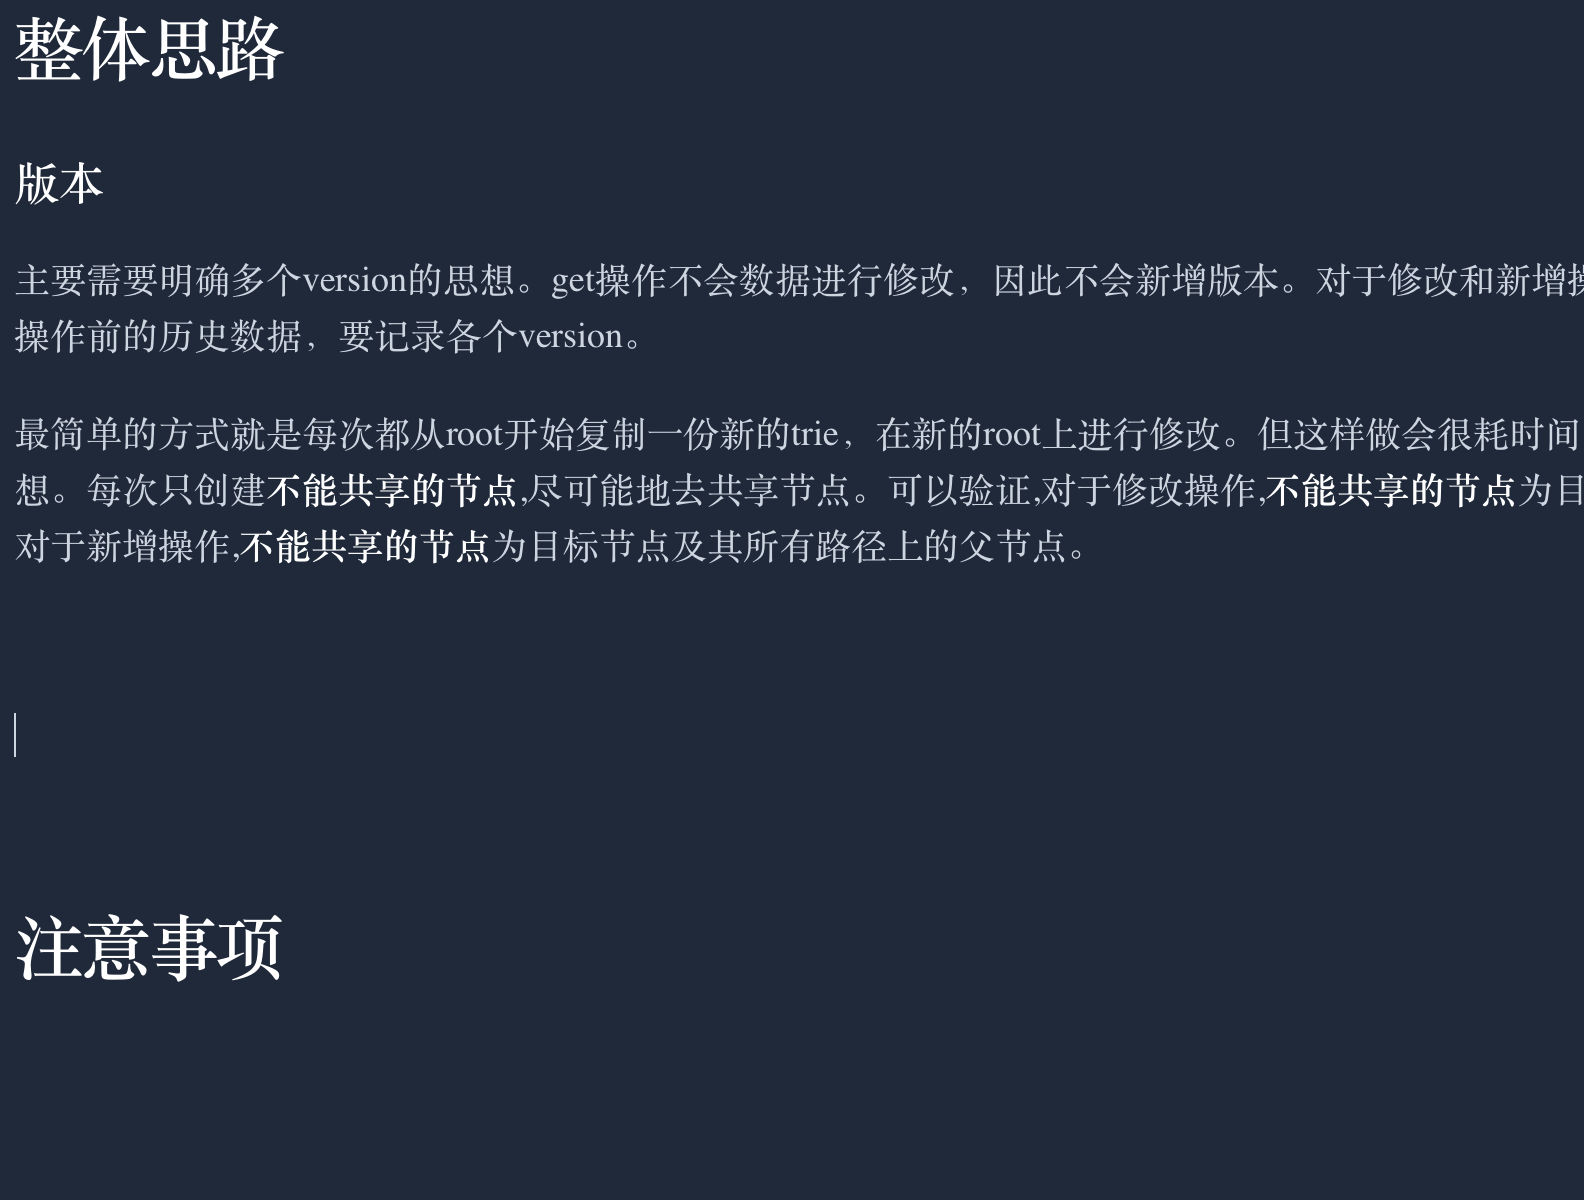 整体思路
版本
主要需要明确多个version的思想。get操作不会数据进行修改，因此不会新增版本。对于修改和新增操
操作前的历史数据，要记录各个version。
最简单的方式就是每次都从root开始复制一份新的trie，在新的root上进行修改。但这样做会很耗时间
想。每次只创建不能共享的节点,尽可能地去共享节点。可以验证,对于修改操作,不能共享的节点为目
对于新增操作,不能共享的节点为目标节点及其所有路径上的父节点。
注意事项